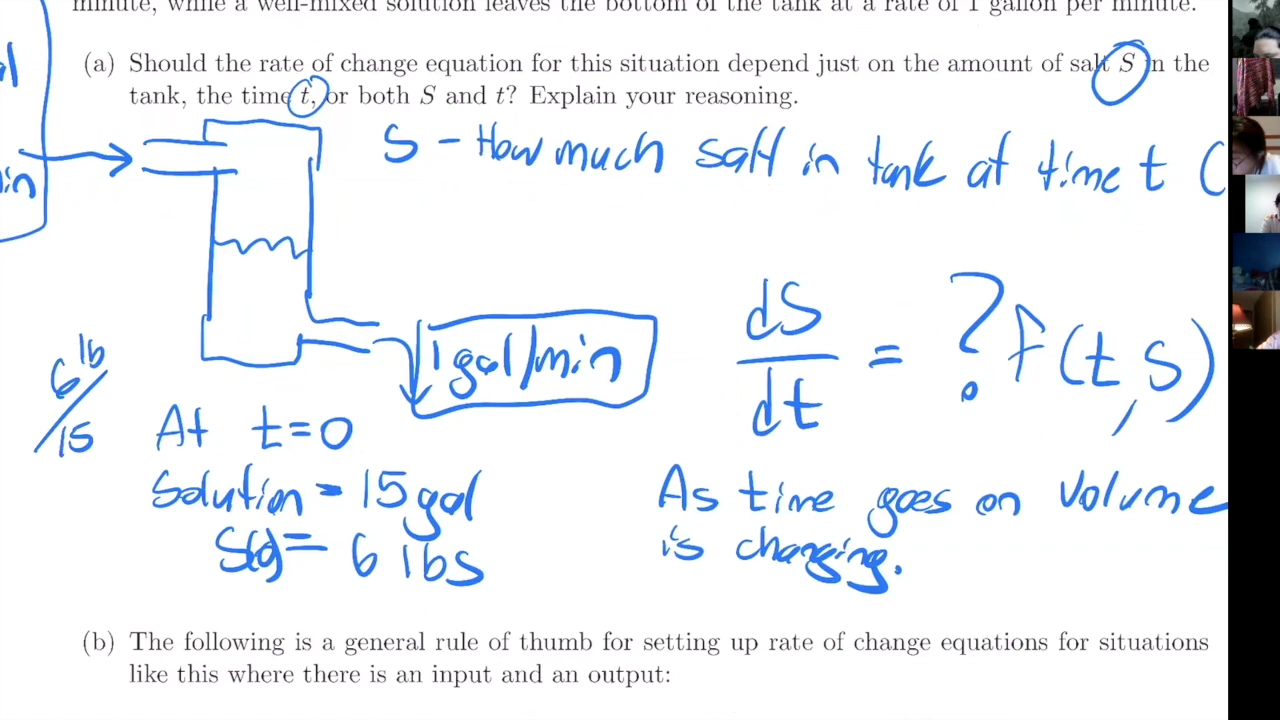 minute, while a well-mixed solution leaves the bottom of the tank at a rate of 1 gallon per minute.
(a) Should the rate of change equation for this situation depend just on the amount of salt S in the
tank, the time t, or both S and t? Explain your reasoning.
S - How much salt in tank at time t (
1 gal/min
dS/dt = ? f(t, S)
6 lb/15
At t=0
Solution = 15 gal
S(0) = 6 lbs
As time goes on volume
is changing.
(b) The following is a general rule of thumb for setting up rate of change equations for situations
like this where there is an input and an output: